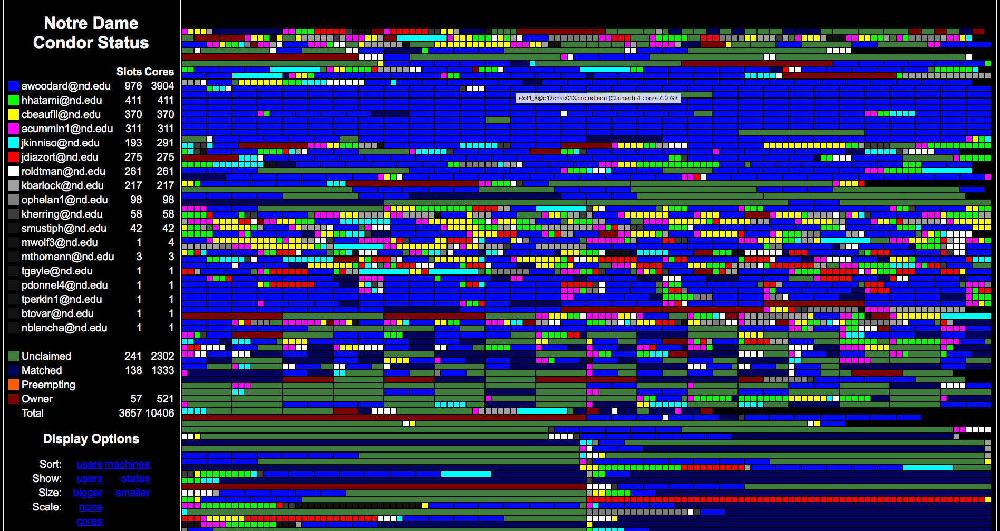 Notre Dame
Condor Status
Slots Cores
awoodard@nd.edu 976 3904
hhatami@nd.edu 411 411
cbeaufil@nd.edu 370 370
acummin1@nd.edu 311 311
jkinniso@nd.edu 193 291
jdiazort@nd.edu 275 275
roidtman@nd.edu 261 261
kbarlock@nd.edu 217 217
ophelan1@nd.edu 98 98
kherring@nd.edu 58 58
smustiph@nd.edu 42 42
mwolf3@nd.edu 1 4
mthomann@nd.edu 3 3
tgayle@nd.edu 1 1
pdonnel4@nd.edu 1 1
tperkin1@nd.edu 1 1
btovar@nd.edu 1 1
nblancha@nd.edu 1 1
Unclaimed 241 2302
Matched 138 1333
Preempting
Owner 57 521
Total 3657 10406
Display Options
Sort: users machines
Show: users states
Size: bigger smaller
Scale: none
cores
slot1_8@d12chas013.crc.nd.edu (Claimed) 4 cores 4.0 GB